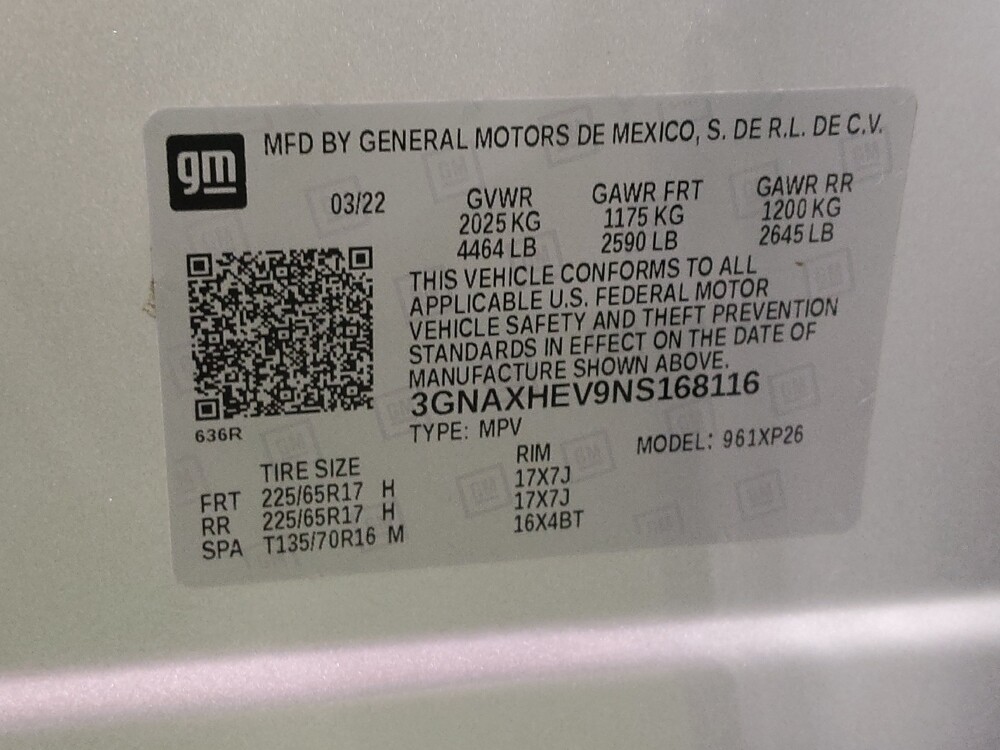 gm
MFD BY GENERAL MOTORS DE MEXICO, S. DE R.L. DE C.V.
03/22
GVWR GAWR FRT GAWR RR
2025 KG 1175 KG 1200 KG
4464 LB 2590 LB 2645 LB
THIS VEHICLE CONFORMS TO ALL
APPLICABLE U.S. FEDERAL MOTOR
VEHICLE SAFETY AND THEFT PREVENTION
STANDARDS IN EFFECT ON THE DATE OF
MANUFACTURE SHOWN ABOVE.
3GNAXHEV9NS168116
636R
TYPE: MPV MODEL: 961XP26
TIRE SIZE RIM
FRT 225/65R17 H 17X7J
RR 225/65R17 H 17X7J
SPA T135/70R16 M 16X4BT